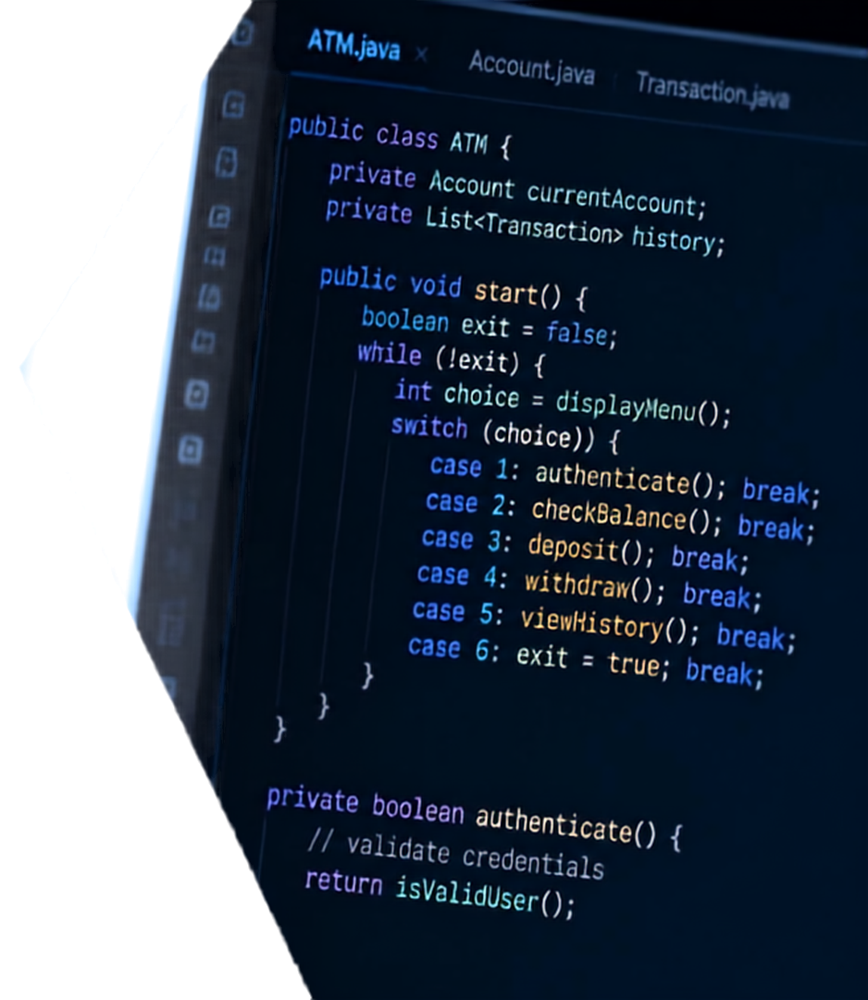 ATM.java × Account.java Transaction.java
public class ATM {
private Account currentAccount;
private List<Transaction> history;
public void start() {
boolean exit = false;
while (!exit) {
int choice = displayMenu();
switch (choice)) {
case 1: authenticate(); break;
case 2: checkBalance(); break;
case 3: deposit(); break;
case 4: withdraw(); break;
case 5: viewHistory(); break;
case 6: exit = true; break;
}
}
}
private boolean authenticate() {
// validate credentials
return isValidUser();